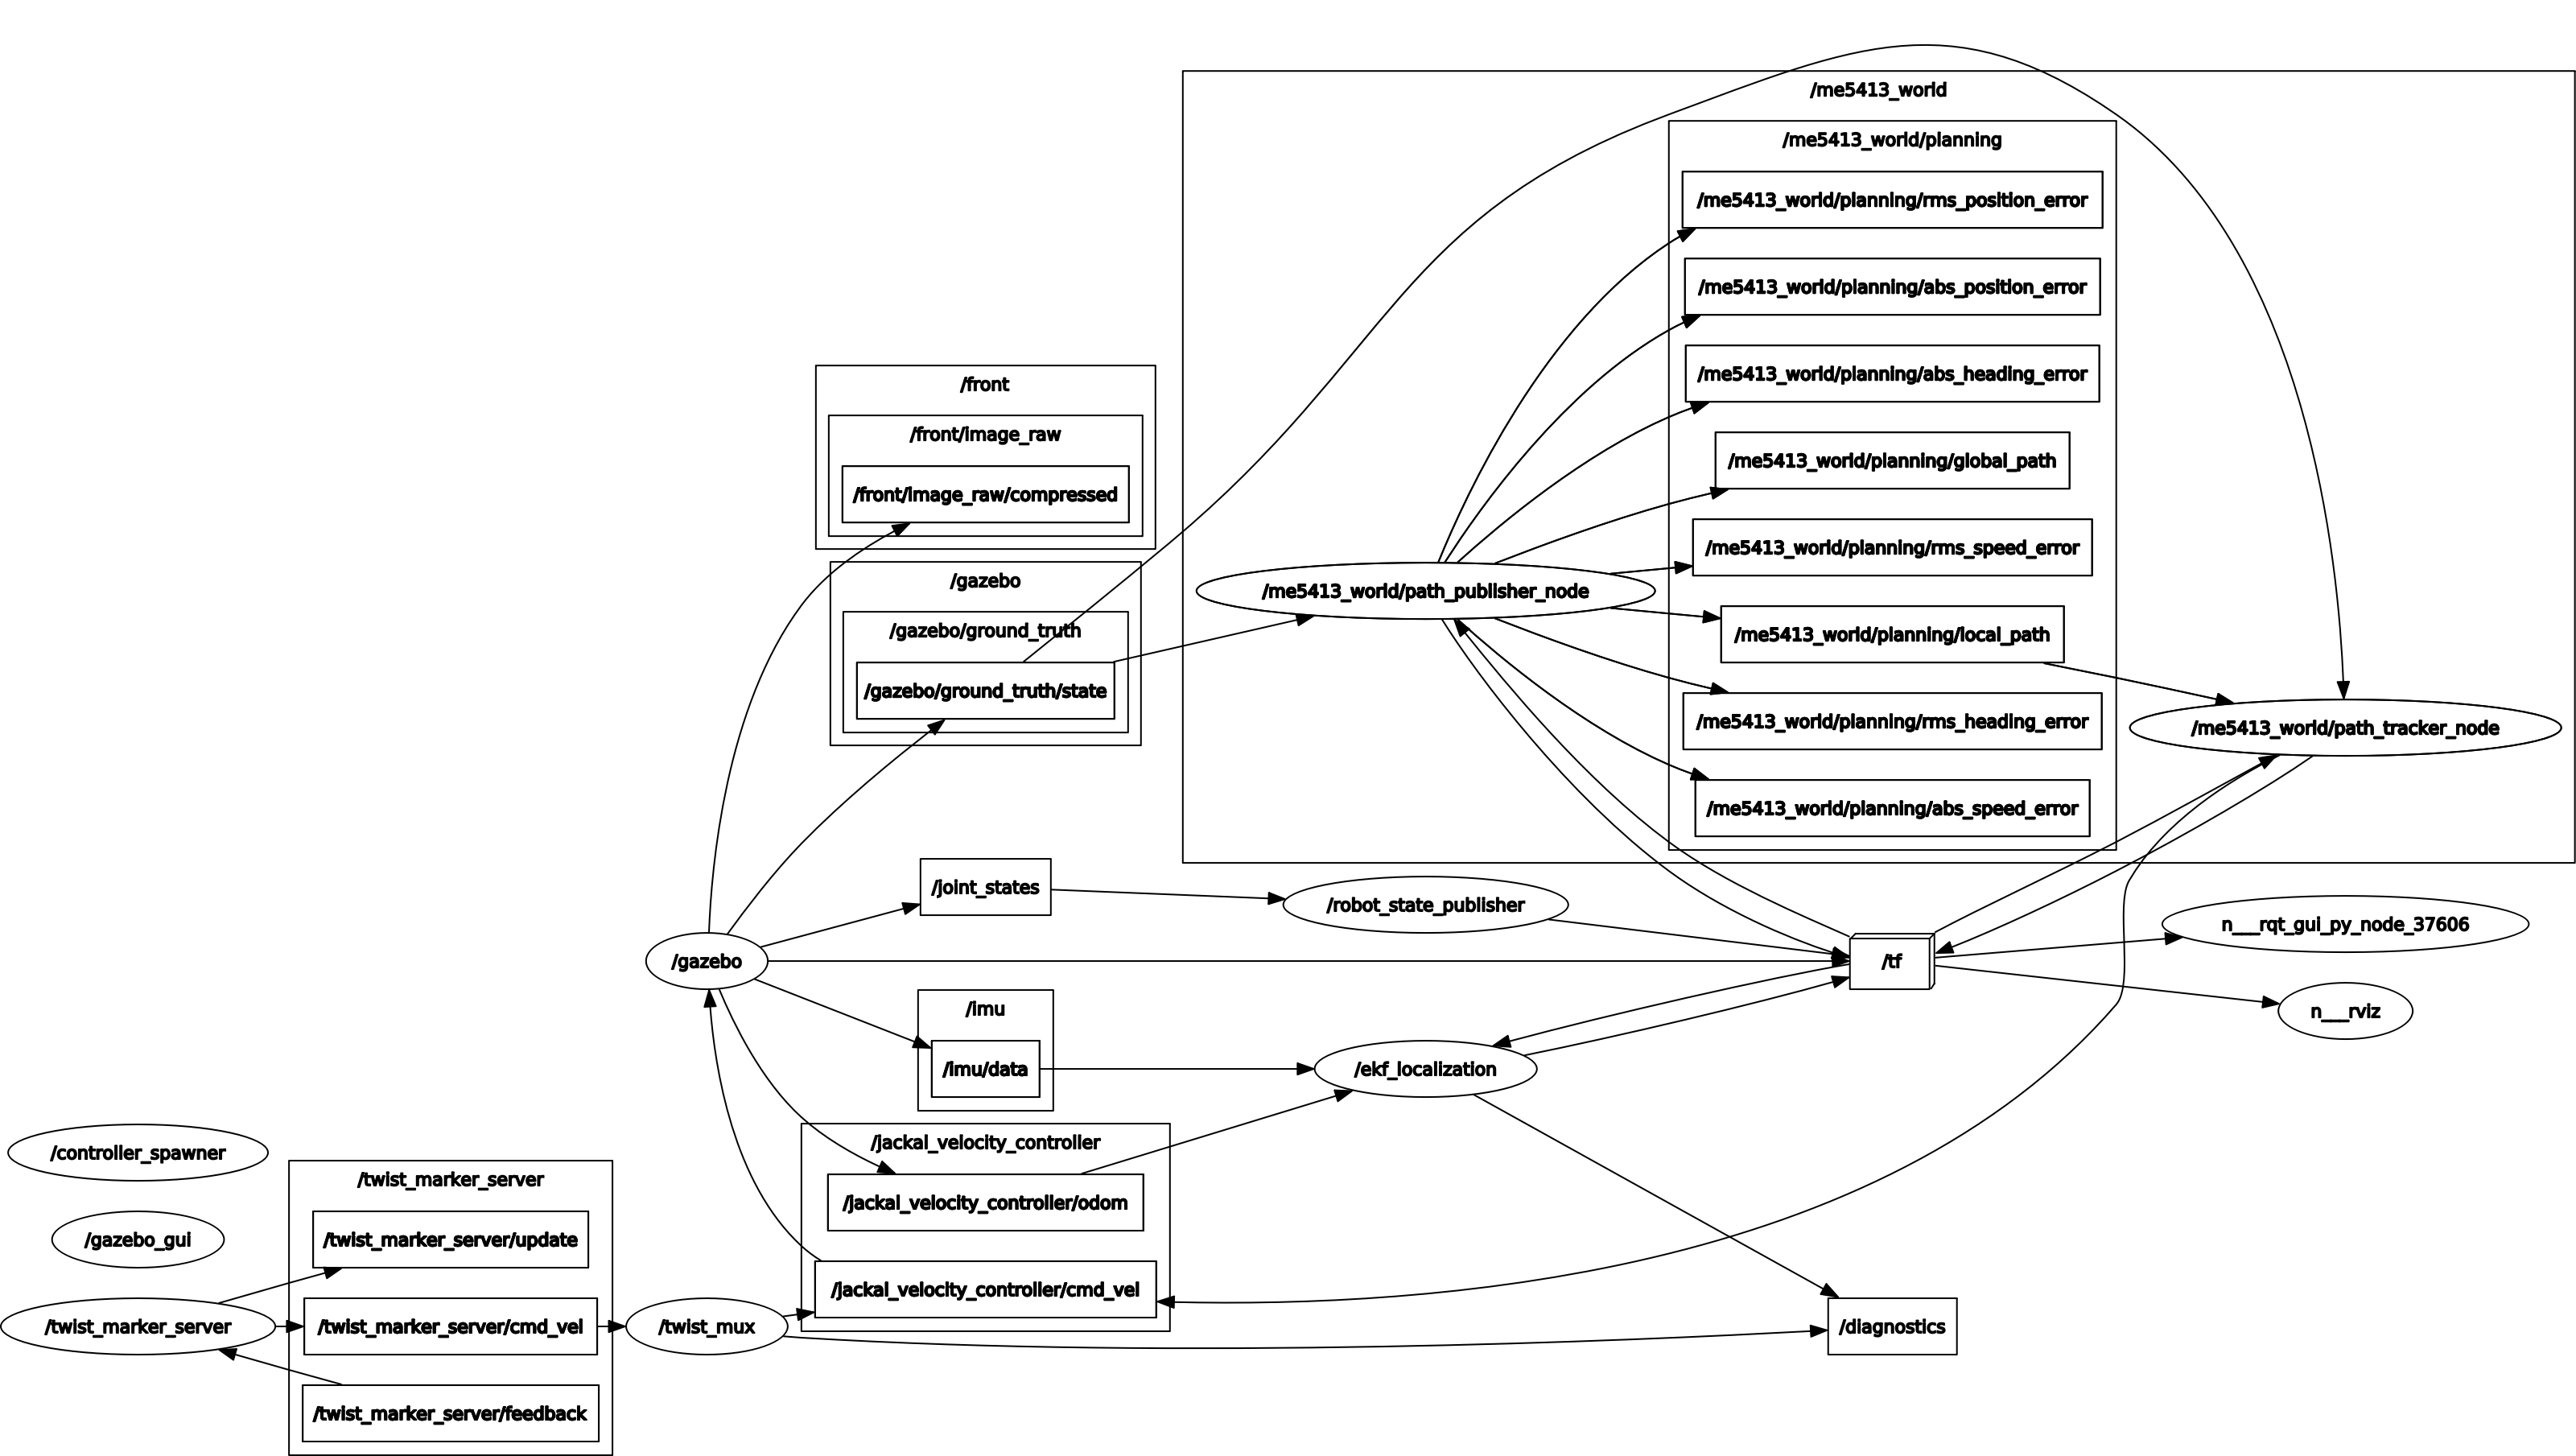 /me5413_world
/me5413_world/planning
/me5413_world/planning/rms_position_error
/me5413_world/planning/abs_position_error
/me5413_world/planning/abs_heading_error
/me5413_world/planning/global_path
/me5413_world/planning/rms_speed_error
/me5413_world/planning/local_path
/me5413_world/planning/rms_heading_error
/me5413_world/planning/abs_speed_error
/me5413_world/path_publisher_node
/me5413_world/path_tracker_node
/front
/front/image_raw
/front/image_raw/compressed
/gazebo
/gazebo/ground_truth
/gazebo/ground_truth/state
/joint_states
/robot_state_publisher
/gazebo
/tf
n___rqt_gui_py_node_37606
n___rviz
/imu
/imu/data
/ekf_localization
/jackal_velocity_controller
/jackal_velocity_controller/odom
/jackal_velocity_controller/cmd_vel
/controller_spawner
/gazebo_gui
/twist_marker_server
/twist_marker_server
/twist_marker_server/update
/twist_marker_server/cmd_vel
/twist_marker_server/feedback
/twist_mux
/diagnostics